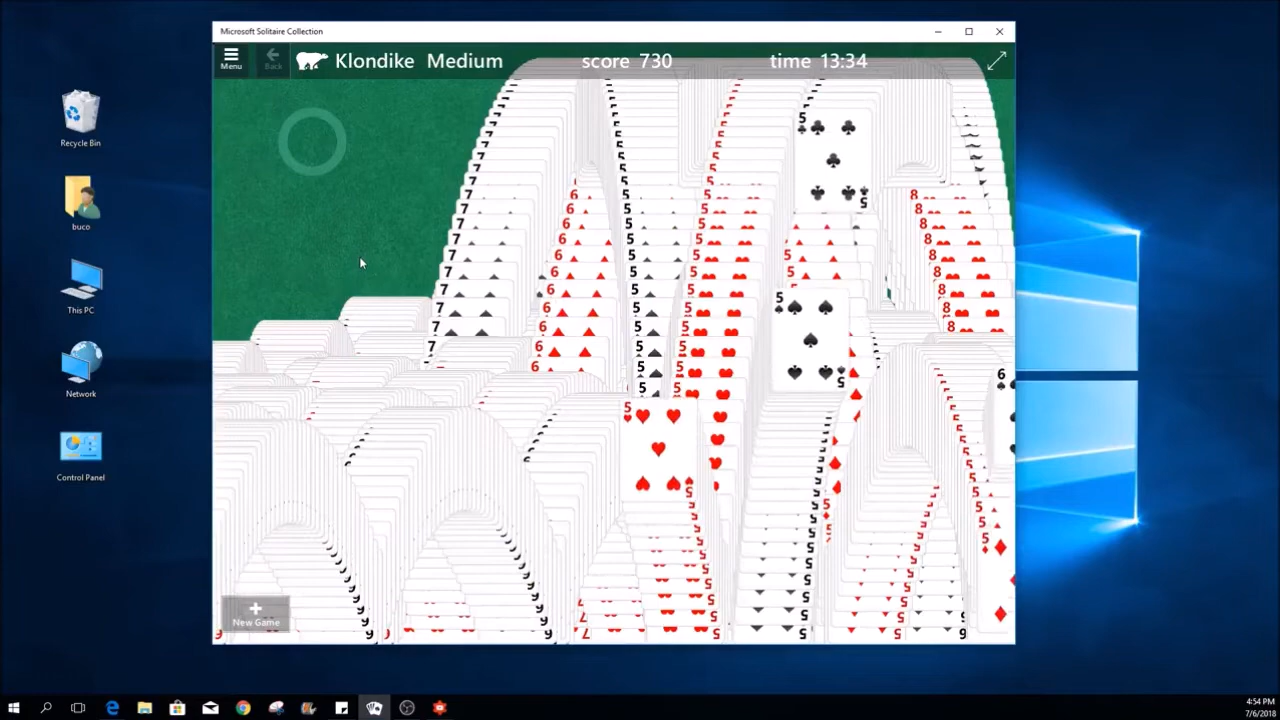 Microsoft Solitaire Collection
Menu
Back
Klondike Medium
score 730
time 13:34
Recycle Bin
buco
This PC
Network
Control Panel
+
New Game
4:54 PM
7/6/2018